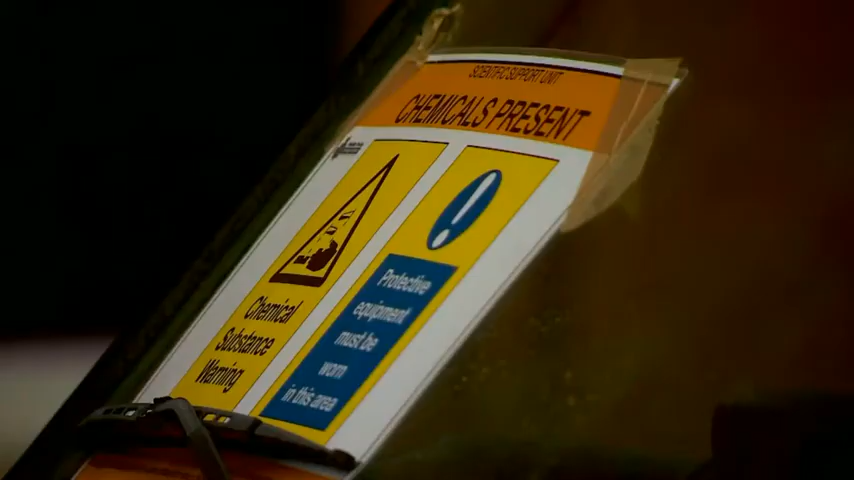 SCIENTIFIC SUPPORT UNIT
CHEMICALS PRESENT
Chemical
Substance
Warning
Protective
equipment
must be
worn
in this area